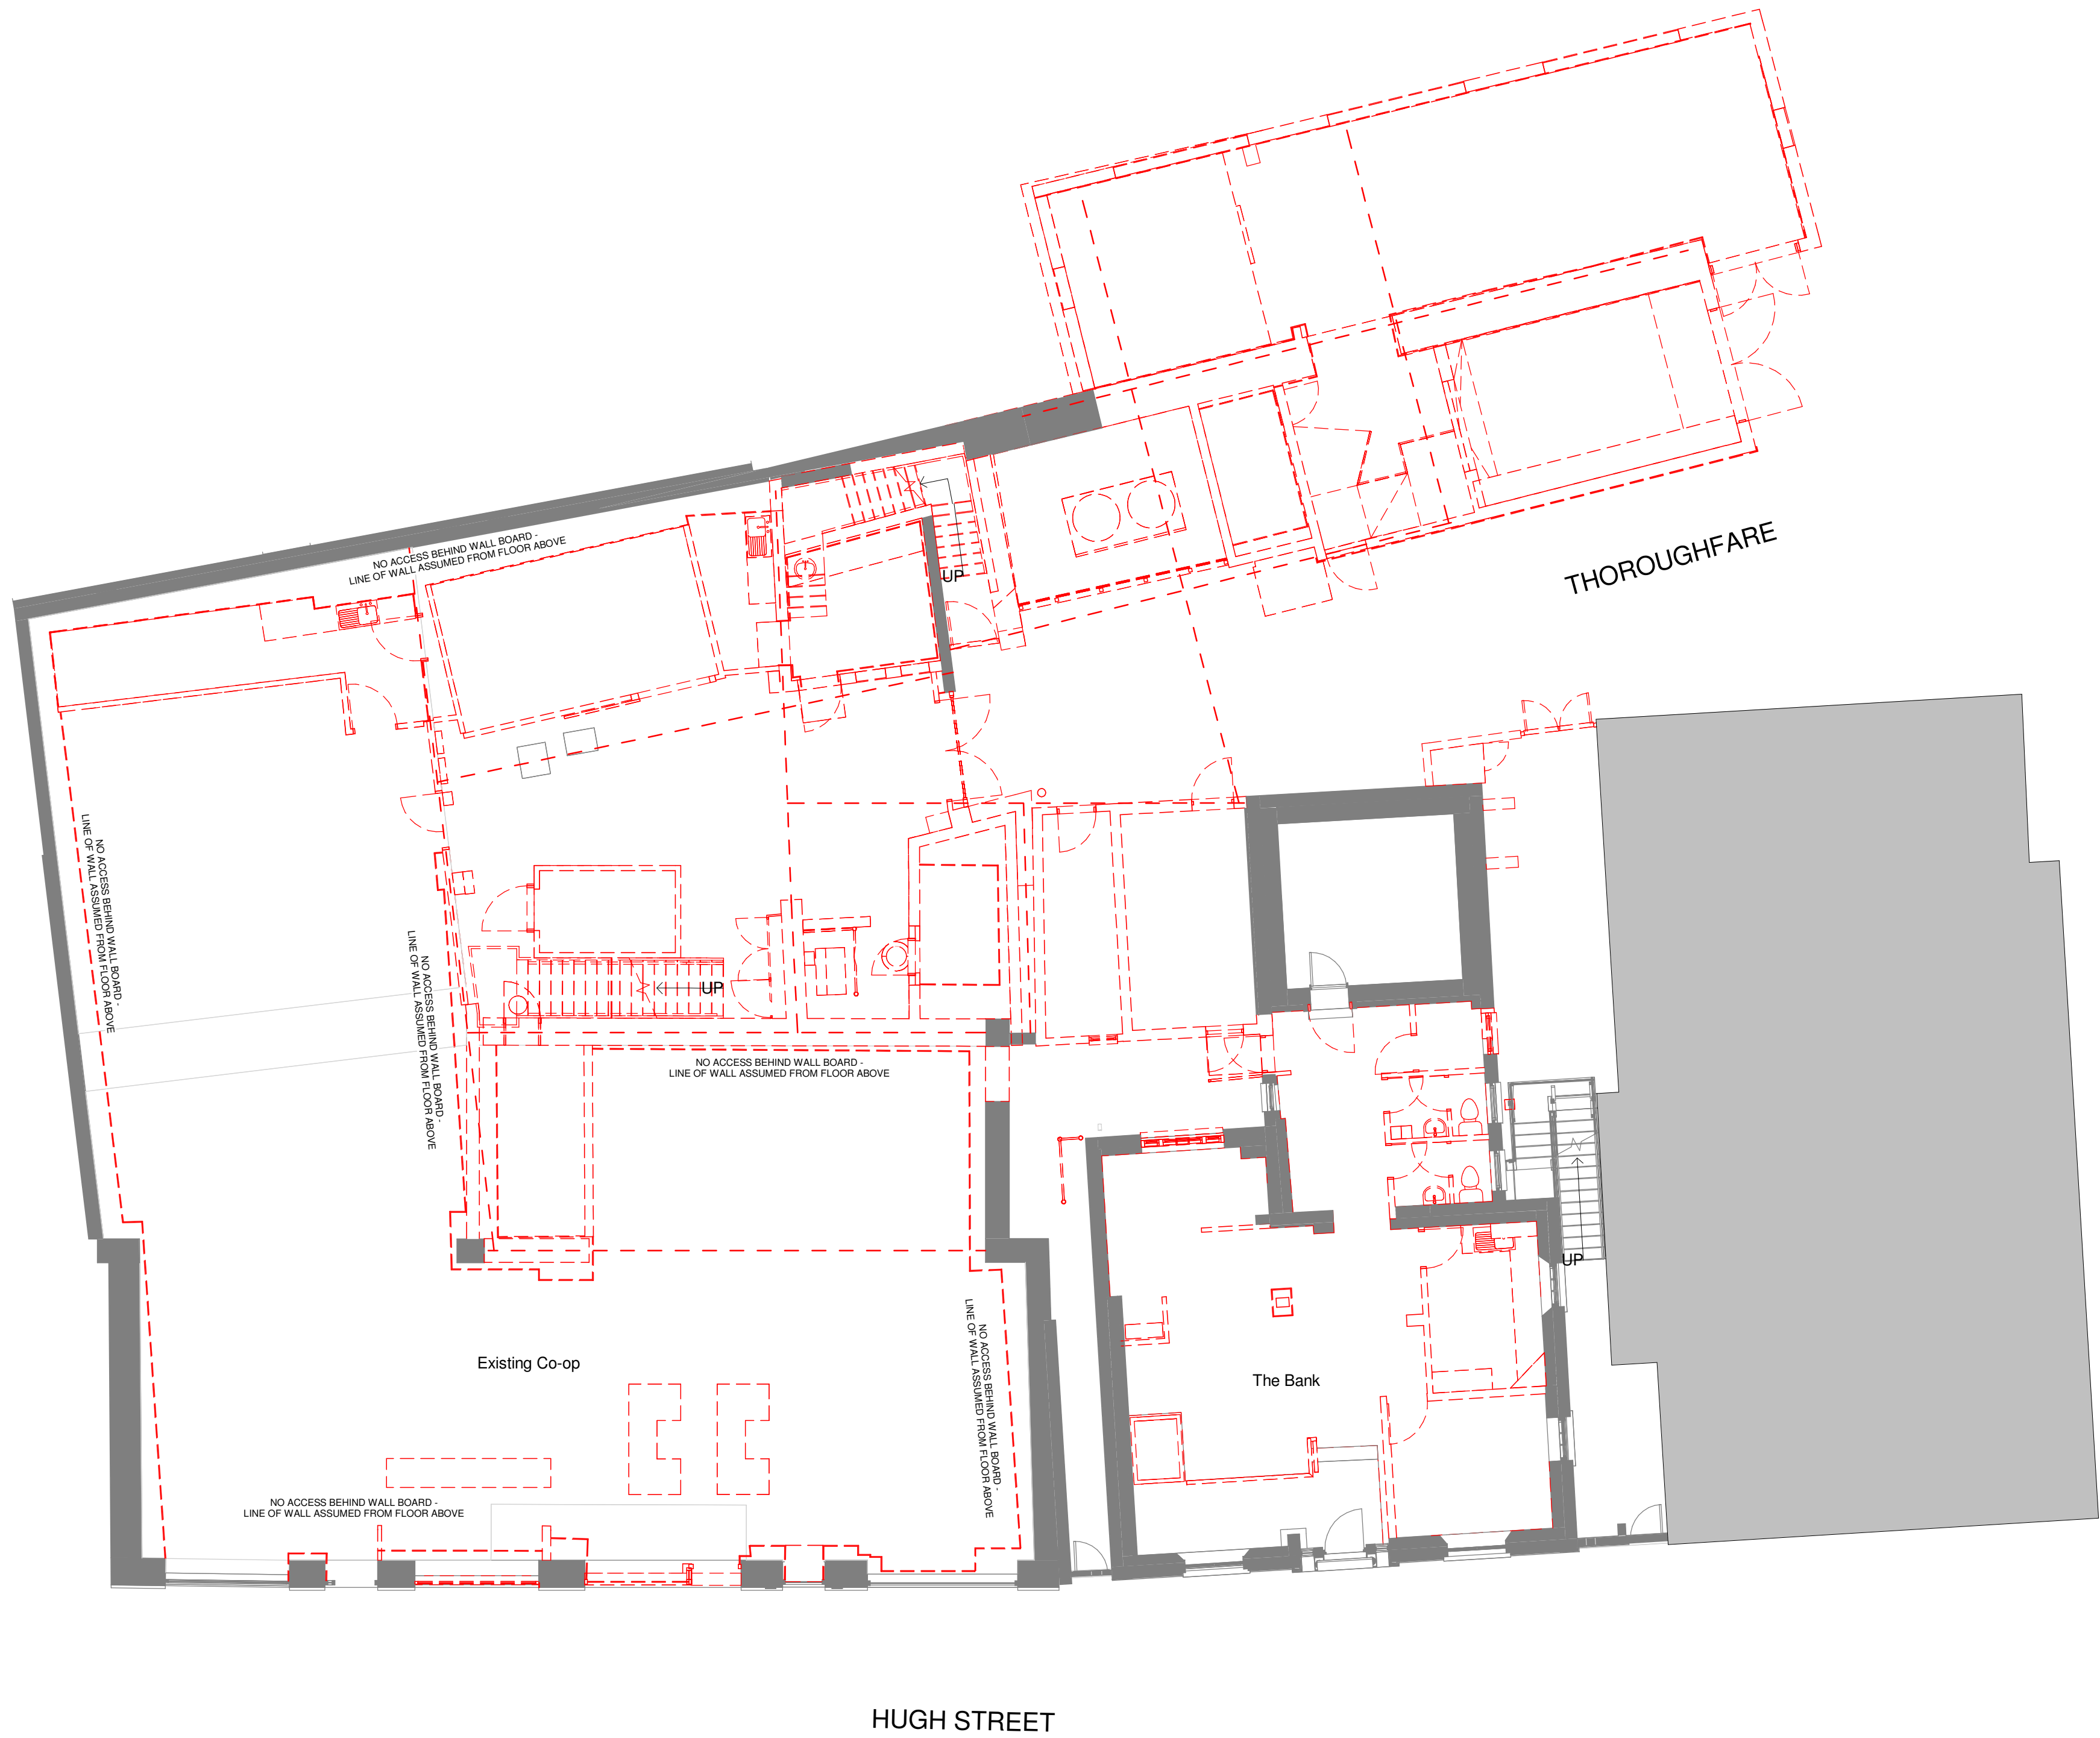 NO ACCESS BEHIND WALL BOARD -
LINE OF WALL ASSUMED FROM FLOOR ABOVE
THOROUGHFARE
UP
NO ACCESS BEHIND WALL BOARD -
LINE OF WALL ASSUMED FROM FLOOR ABOVE
NO ACCESS BEHIND WALL BOARD -
LINE OF WALL ASSUMED FROM FLOOR ABOVE
UP
NO ACCESS BEHIND WALL BOARD -
LINE OF WALL ASSUMED FROM FLOOR ABOVE
UP
NO ACCESS BEHIND WALL BOARD -
LINE OF WALL ASSUMED FROM FLOOR ABOVE
Existing Co-op
The Bank
NO ACCESS BEHIND WALL BOARD -
LINE OF WALL ASSUMED FROM FLOOR ABOVE
HUGH STREET